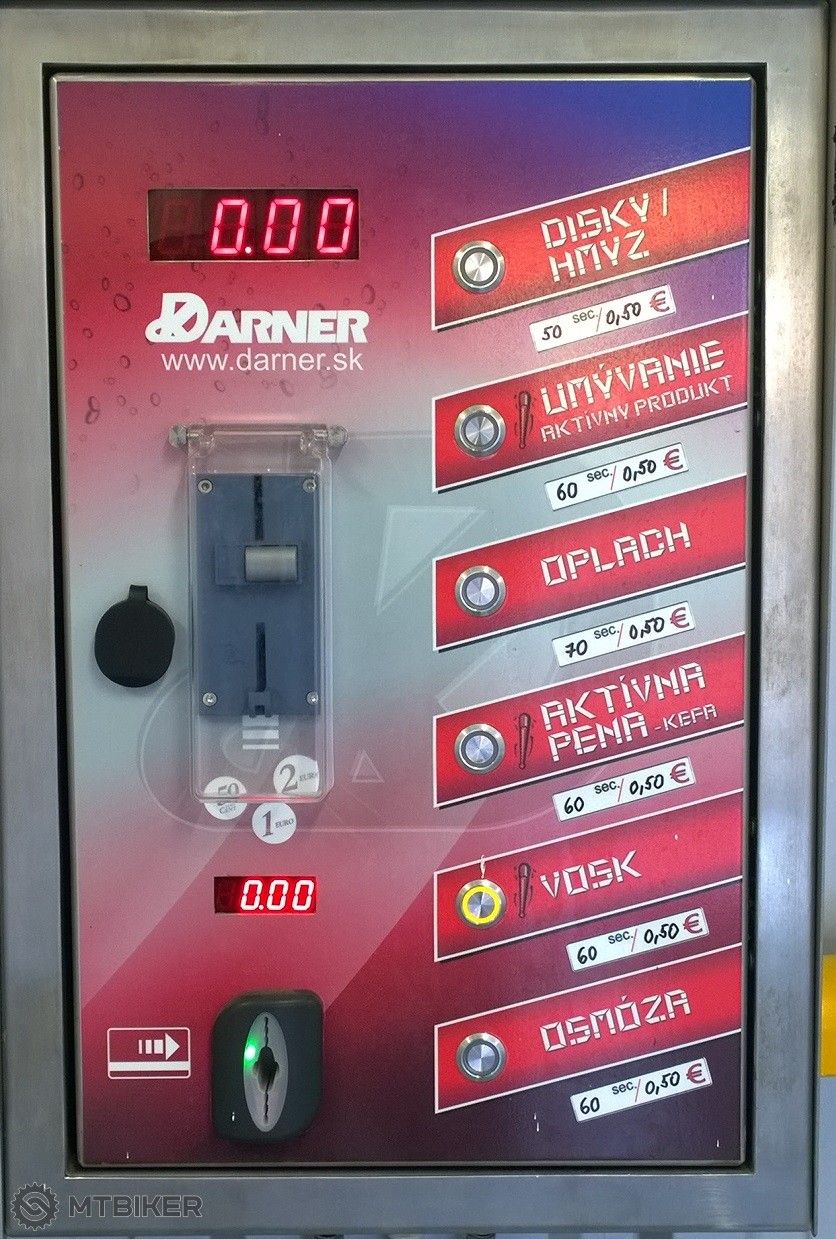 0.00
DARNER
www.darner.sk
DISKY /
HMYZ
50 sec./0,50 €
UMÝVANIE
AKTÍVNY PRODUKT
60 sec./0,50 €
OPLACH
70 sec./0,50 €
AKTÍVNA
PENA -KEFA
60 sec./0,50 €
2 EURO
50 CENT
1 EURO
0.00
VOSK
60 sec./0,50 €
OSMÓZA
60 sec./0,50 €
MTBIKER